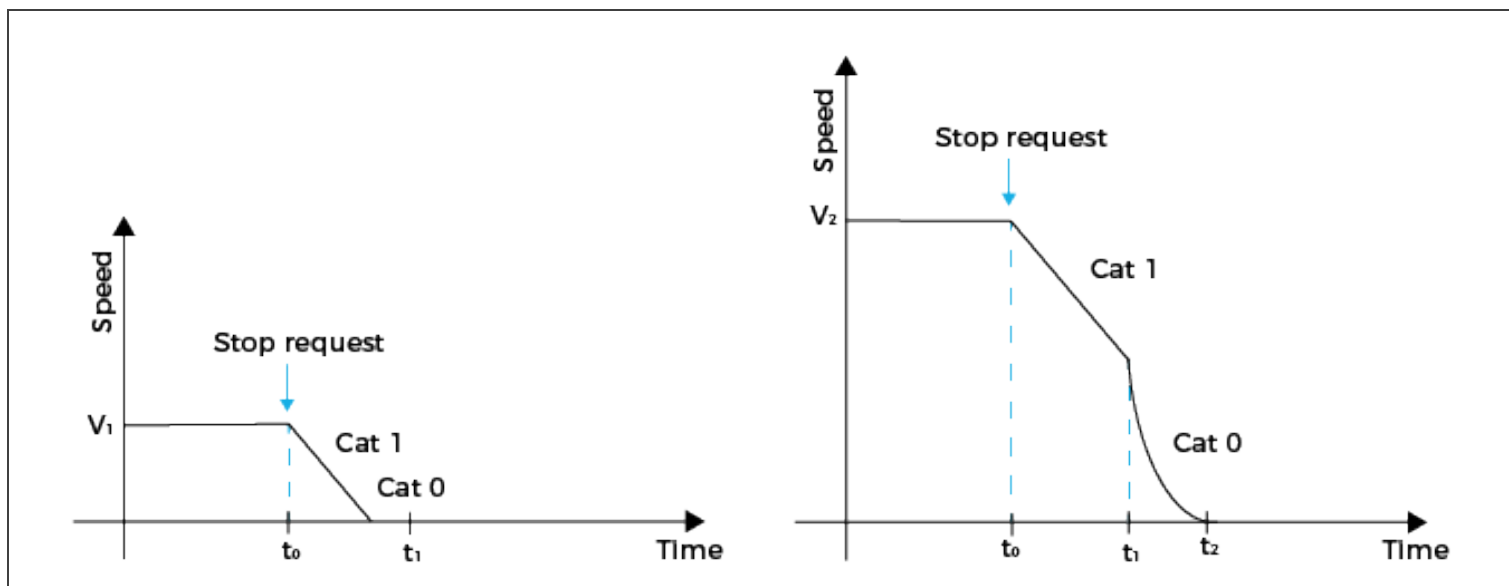 Speed
Stop request
V₁
Cat 1
Cat 0
t₀
t₁
Time
Speed
Stop request
V₂
Cat 1
Cat 0
t₀
t₁
t₂
Time